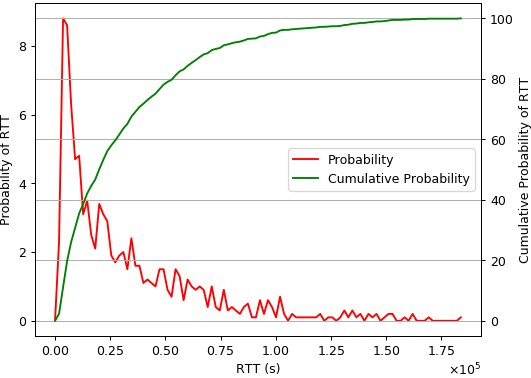 Probability of RTT
8
6
4
2
0
100
80
60
40
20
0
Cumulative Probability of RTT
Probability
Cumulative Probability
0.00 0.25 0.50 0.75 1.00 1.25 1.50 1.75
RTT (s)
×10⁵